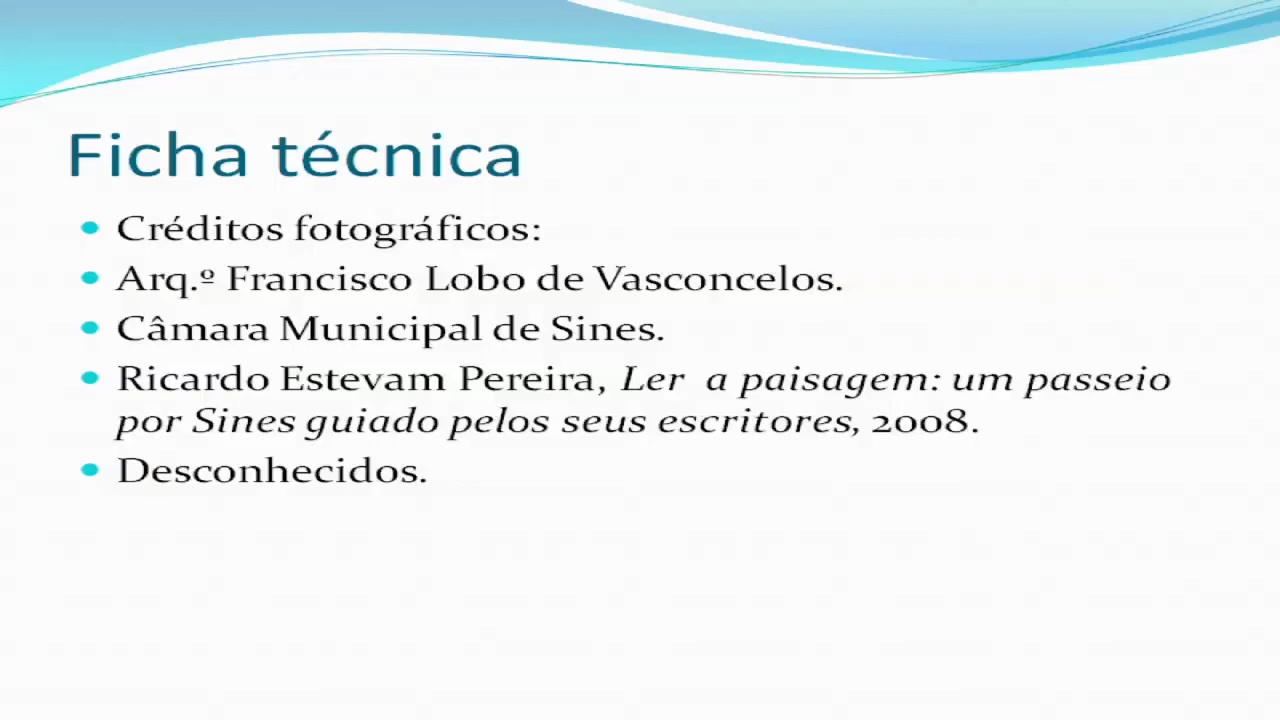 Ficha técnica
Créditos fotográficos:
Arq.º Francisco Lobo de Vasconcelos.
Câmara Municipal de Sines.
Ricardo Estevam Pereira, Ler a paisagem: um passeio
por Sines guiado pelos seus escritores, 2008.
Desconhecidos.